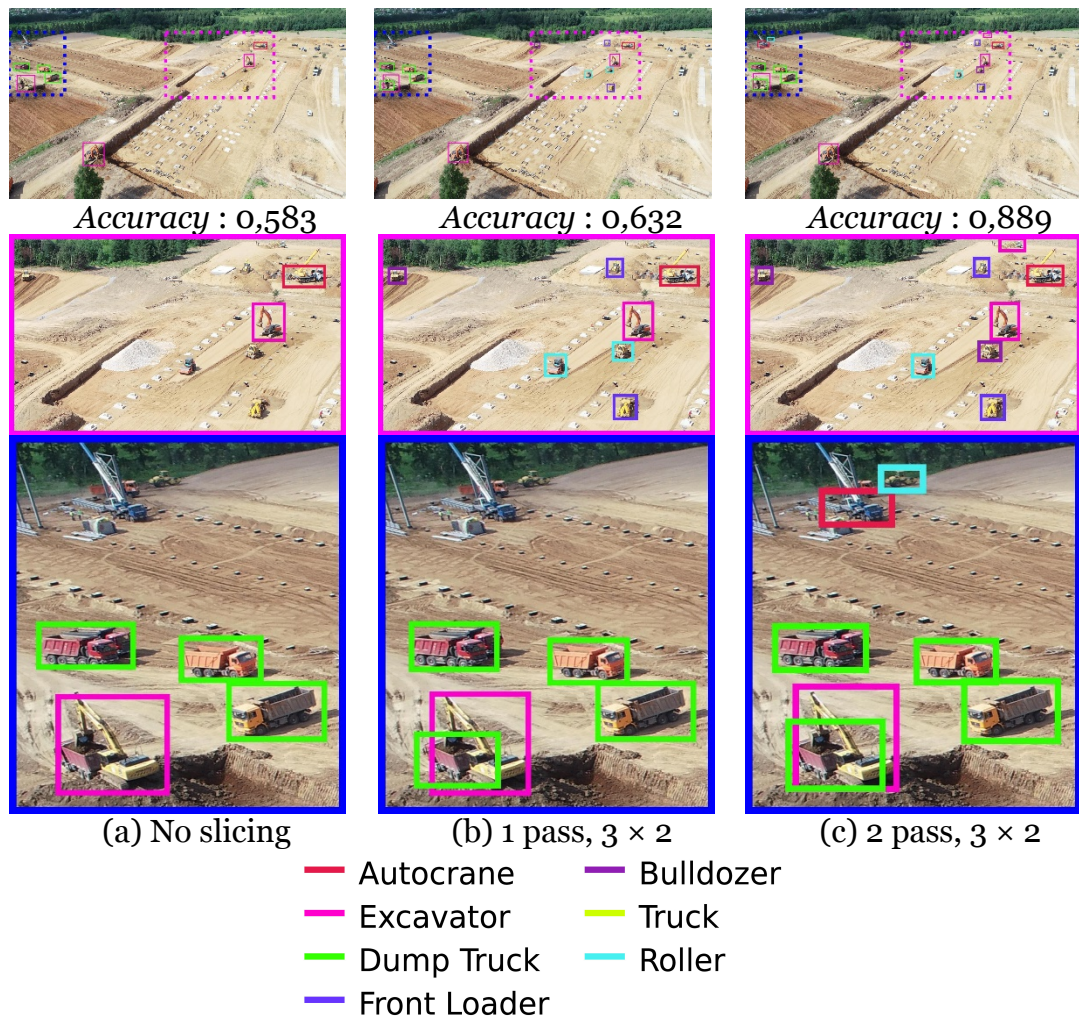 Accuracy : 0,583
Accuracy : 0,632
Accuracy : 0,889
(a) No slicing
(b) 1 pass, 3 × 2
(c) 2 pass, 3 × 2
Autocrane
Bulldozer
Excavator
Truck
Dump Truck
Roller
Front Loader